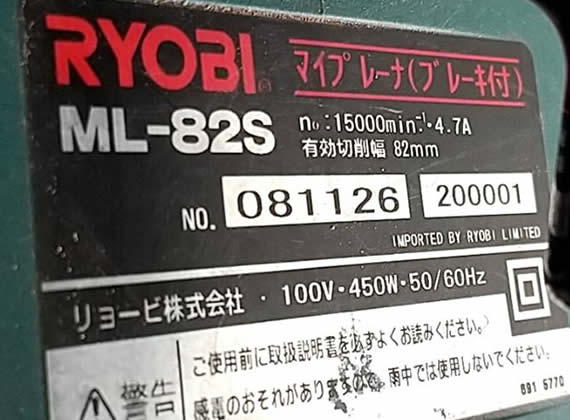 RYOBI® マイプレーナ(ブレーキ付)
ML-82S n₀:15000min⁻¹・4.7A
有効切削幅 82mm
NO. 081126 200001
IMPORTED BY RYOBI LIMITED
リョービ株式会社 ・ 100V・450W・50/60Hz
警告
ご使用前に取扱説明書を必ずよくお読みください。
感電のおそれがありますので、雨中では使用しないでください。